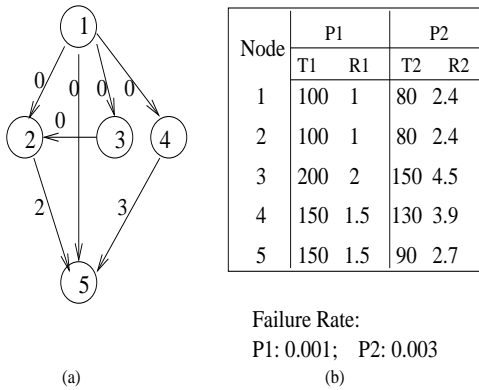 1
0
0
0
0
0
2
3
4
2
3
5
(a)
Node P1 P2
T1 R1 T2 R2
1 100 1 80 2.4
2 100 1 80 2.4
3 200 2 150 4.5
4 150 1.5 130 3.9
5 150 1.5 90 2.7
Failure Rate:
P1: 0.001; P2: 0.003
(b)